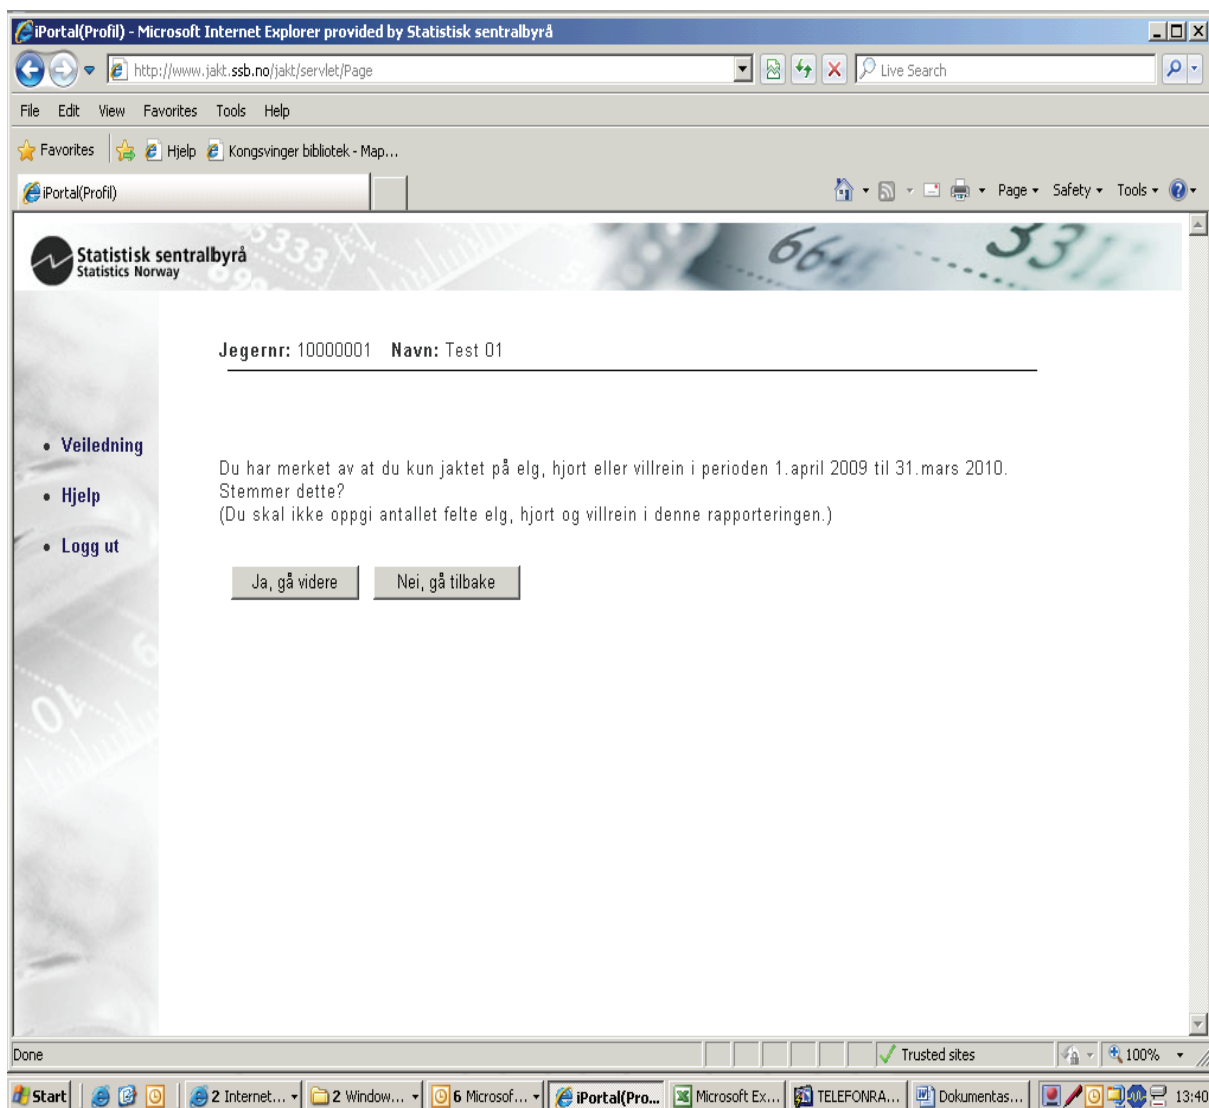 iPortal(Profil) - Microsoft Internet Explorer provided by Statistisk sentralbyrå
http://www.jakt.ssb.no/jakt/servlet/Page
Live Search
File Edit View Favorites Tools Help
Favorites Hjelp Kongsvinger bibliotek - Map...
iPortal(Profil)
Page Safety Tools
Statistisk sentralbyrå
Statistics Norway
Jegernr: 10000001 Navn: Test 01
• Veiledning
• Hjelp
• Logg ut
Du har merket av at du kun jaktet på elg, hjort eller villrein i perioden 1.april 2009 til 31.mars 2010.
Stemmer dette?
(Du skal ikke oppgi antallet felte elg, hjort og villrein i denne rapporteringen.)
Ja, gå videre Nei, gå tilbake
Done Trusted sites 100%
Start 2 Internet... 2 Window... 6 Microsof... iPortal(Pro... Microsoft Ex... TELEFONRA... Dokumentas... 13:40